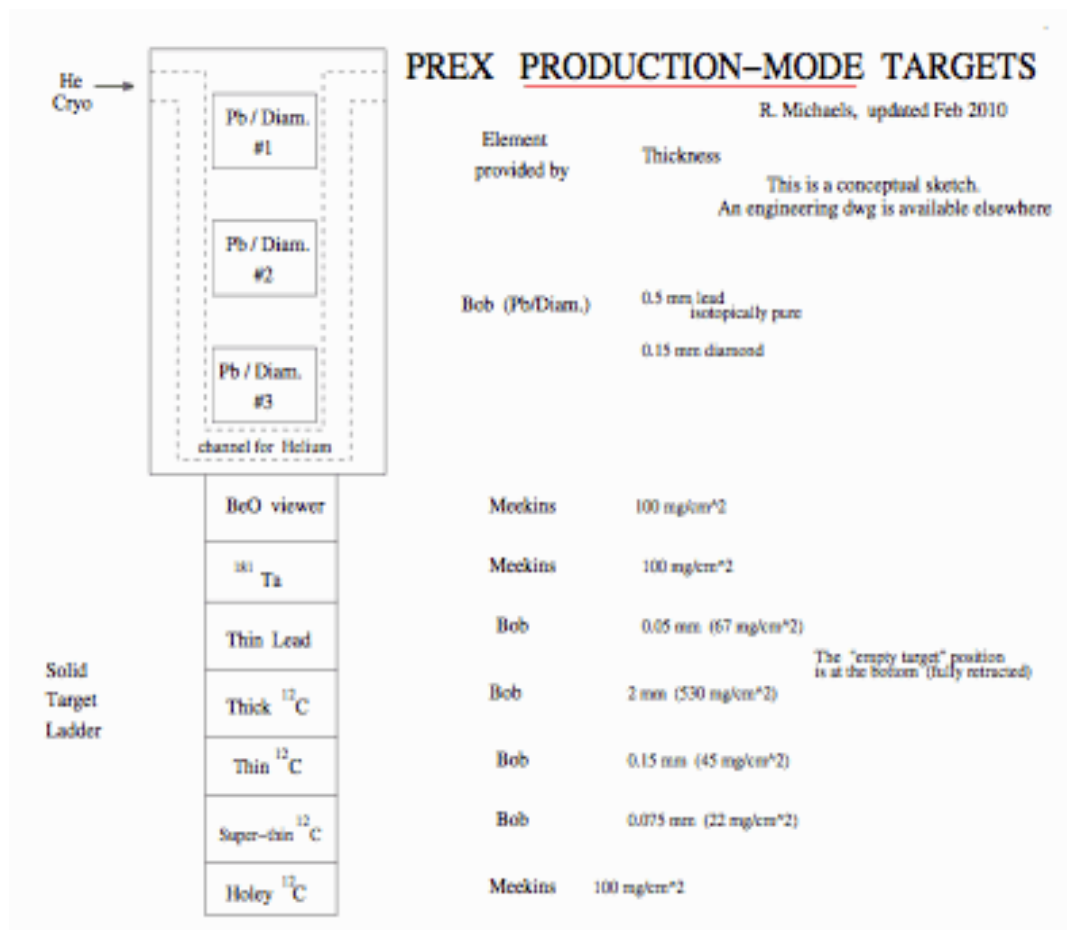 PREX PRODUCTION-MODE TARGETS
He
Cryo
R. Michaels, updated Feb 2010
Pb / Diam.
#1
Element
provided by
Thickness
This is a conceptual sketch.
An engineering dwg is available elsewhere
Pb / Diam.
#2
Bob (Pb/Diam.)
0.5 mm lead
isotopically pure
0.15 mm diamond
Pb / Diam.
#3
channel for Helium
BeO viewer Meekins 100 mg/cm^2
181 Ta Meekins 100 mg/cm^2
Thin Lead Bob 0.05 mm (67 mg/cm^2)
The "empty target" position
is at the bottom (fully retracted)
Solid
Target
Ladder
Thick 12C Bob 2 mm (530 mg/cm^2)
Thin 12C Bob 0.15 mm (45 mg/cm^2)
Super-thin 12C Bob 0.075 mm (22 mg/cm^2)
Holey 12C Meekins 100 mg/cm^2